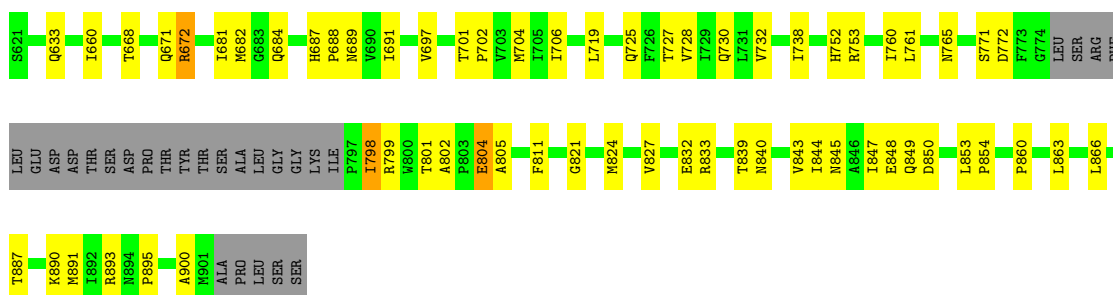 S621 Q633 I660 T668 Q671 R672 I681 M682 G683 Q684 H687 P688 N689 V690 I691 V697 T701 P702 V703 M704 I705 I706 L719 Q725 F726 T727 V728 I729 Q730 L731 V732 I738 H752 R753 I760 L761 N765 S771 D772 F773 G774 LEU SER ARG
LEU GLU ASP ASP THR SER ASP PRO THR TYR THR SER ALA LEU GLY GLY LYS ILE P797 I798 R799 W800 T801 A802 P803 E804 A805 F811 G821 M824 V827 E832 R833 T839 N840 V843 I844 N845 A846 I847 E848 Q849 D850 L853 P854 P860 L863 L866
T887 K890 M891 I892 R893 N894 P895 A900 M901 ALA PRO LEU SER SER